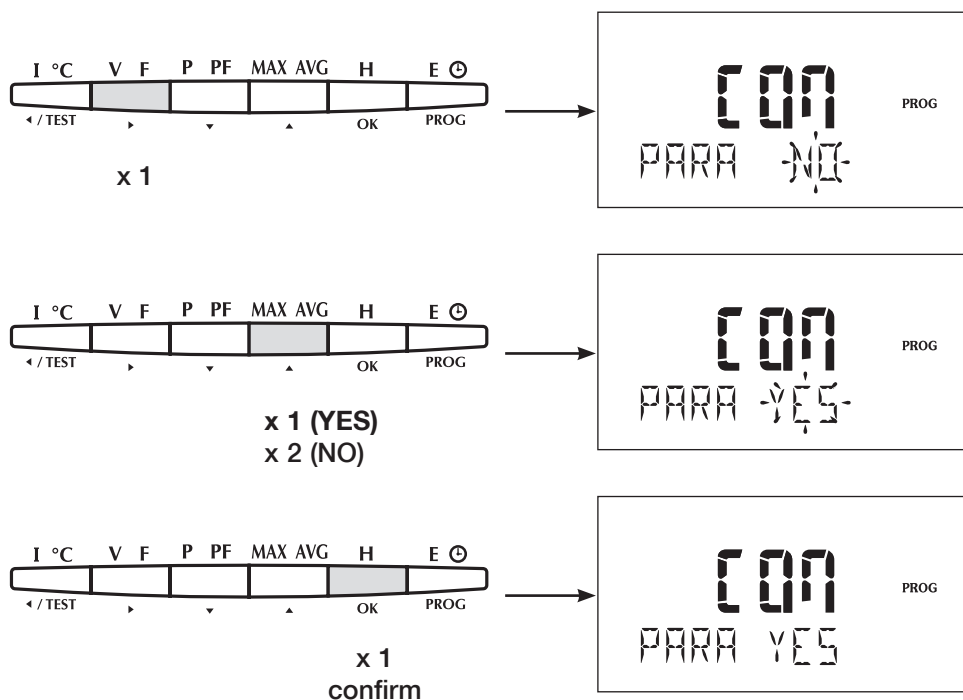 I °C V F P PF MAX AVG H E
/ TEST OK PROG
x 1
COM
PROG
PARA NO
I °C V F P PF MAX AVG H E
/ TEST OK PROG
x 1 (YES)
x 2 (NO)
COM
PROG
PARA YES
I °C V F P PF MAX AVG H E
/ TEST OK PROG
x 1
confirm
COM
PROG
PARA YES